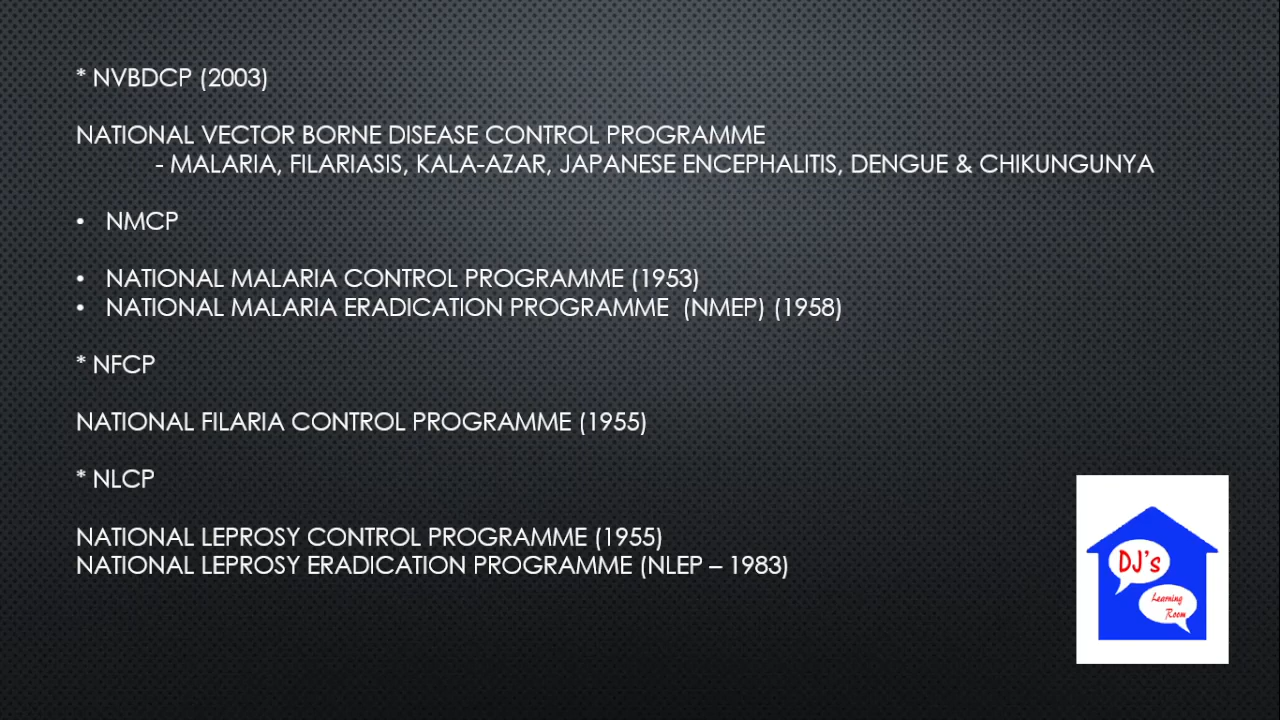 * NVBDCP (2003)
NATIONAL VECTOR BORNE DISEASE CONTROL PROGRAMME
- MALARIA, FILARIASIS, KALA-AZAR, JAPANESE ENCEPHALITIS, DENGUE & CHIKUNGUNYA
• NMCP
• NATIONAL MALARIA CONTROL PROGRAMME (1953)
• NATIONAL MALARIA ERADICATION PROGRAMME (NMEP) (1958)
* NFCP
NATIONAL FILARIA CONTROL PROGRAMME (1955)
* NLCP
NATIONAL LEPROSY CONTROL PROGRAMME (1955)
NATIONAL LEPROSY ERADICATION PROGRAMME (NLEP – 1983)
DJ's
Learning
Room